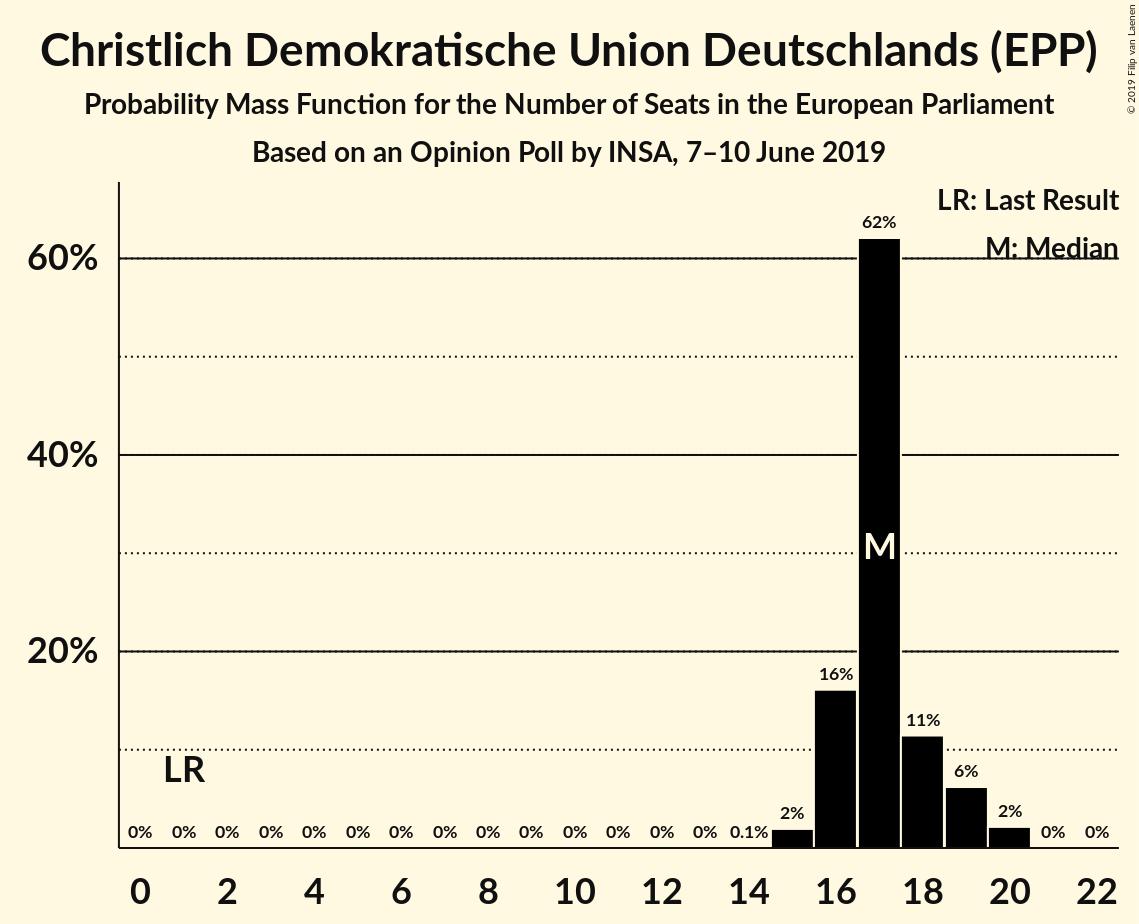 Christlich Demokratische Union Deutschlands (EPP)
Probability Mass Function for the Number of Seats in the European Parliament
Based on an Opinion Poll by INSA, 7–10 June 2019
© 2019 Filip van Laenen
LR: Last Result
M: Median
62%
60%
40%
M
20%
16%
11%
LR
6%
0% 0% 0% 0% 0% 0% 0% 0% 0% 0% 0% 0% 0% 0% 0.1% 2% 2% 0% 0%
0 2 4 6 8 10 12 14 16 18 20 22